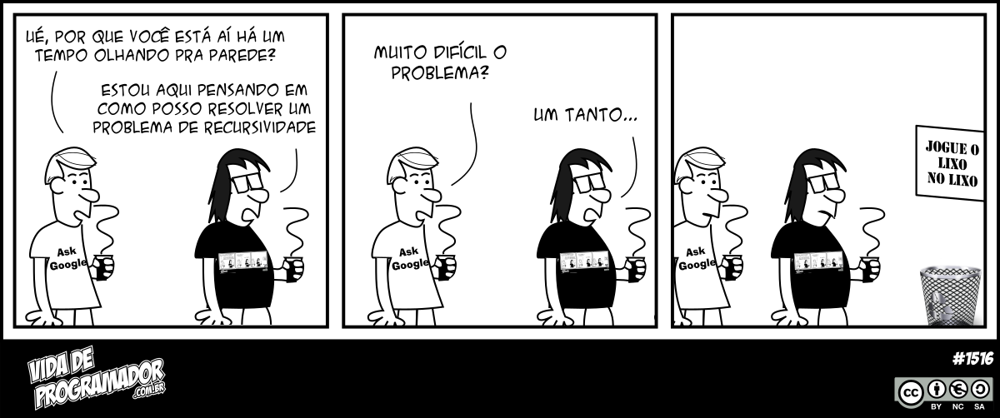 UÉ, POR QUE VOCÊ ESTÁ AÍ HÁ UM
TEMPO OLHANDO PRA PAREDE?
ESTOU AQUI PENSANDO EM
COMO POSSO RESOLVER UM
PROBLEMA DE RECURSIVIDADE
Ask
Google
MUITO DIFÍCIL O
PROBLEMA?
UM TANTO...
Ask
Google
JOGUE O
LIXO
NO LIXO
Ask
Google
VIDA DE
PROGRAMADOR
.COM.BR
#1516
cc
BY NC SA